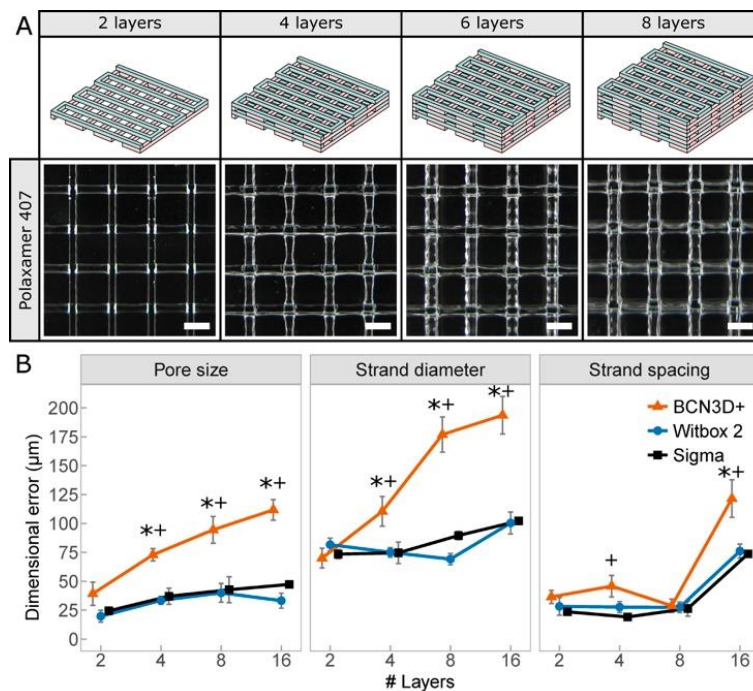 A
2 layers 4 layers 6 layers 8 layers
Polaxamer 407
B
Pore size Strand diameter Strand spacing
Dimensional error (µm)
200
175
150
125
100
75
50
25
0
*+ *+ *+
*+ *+ *+
+ *+
BCN3D+
Witbox 2
Sigma
2 4 8 16 2 4 8 16 2 4 8 16
# Layers